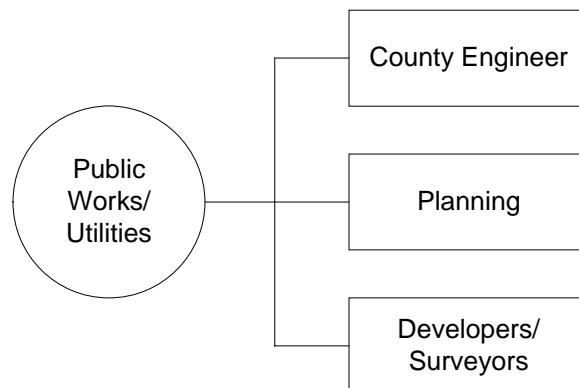 County Engineer
Public
Works/
Utilities
Planning
Developers/
Surveyors